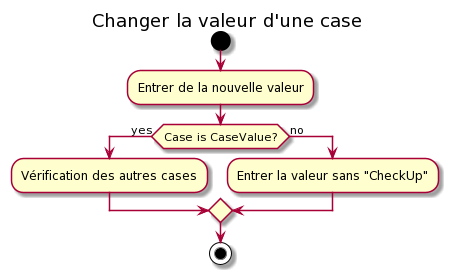 Changer la valeur d'une case
Entrer de la nouvelle valeur
yes
Case is CaseValue?
no
Vérification des autres cases
Entrer la valeur sans "CheckUp"